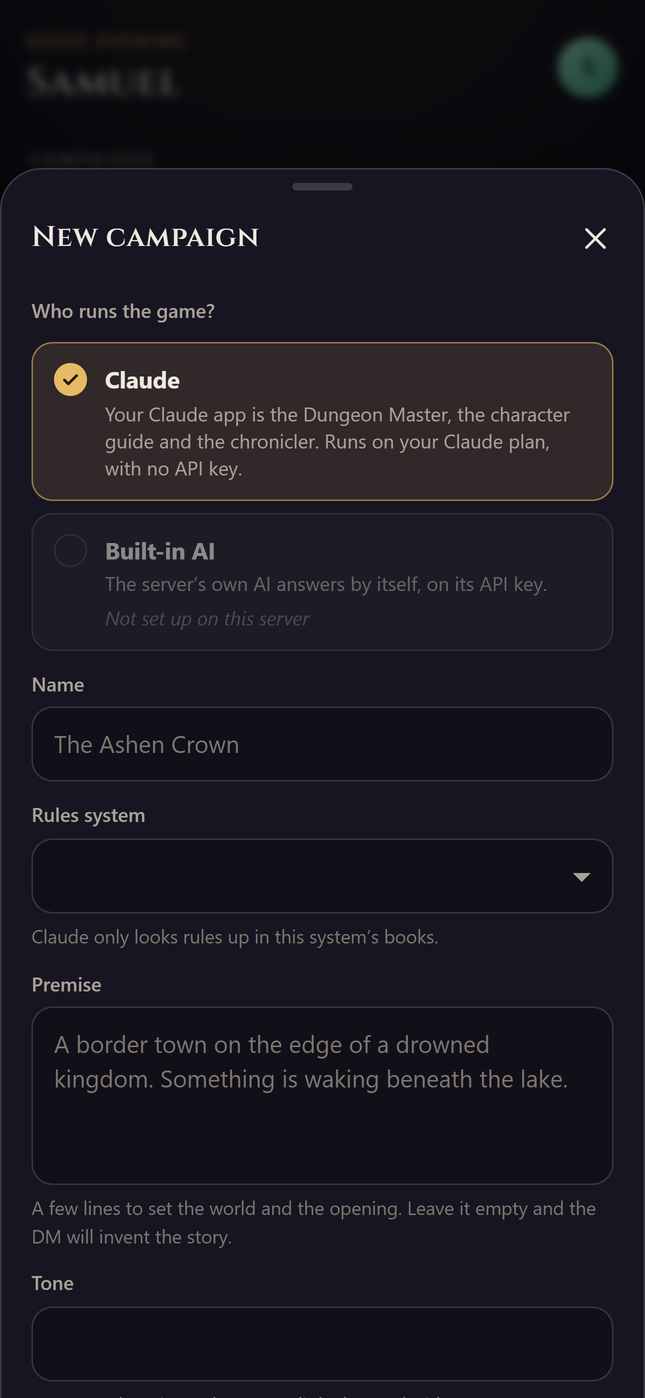 GOOD EVENING
SAMUEL
S
CAMPAIGNS
NEW CAMPAIGN
Who runs the game?
Claude
Your Claude app is the Dungeon Master, the character
guide and the chronicler. Runs on your Claude plan,
with no API key.
Built-in AI
The server’s own AI answers by itself, on its API key.
Not set up on this server
Name
The Ashen Crown
Rules system
Claude only looks rules up in this system’s books.
Premise
A border town on the edge of a drowned
kingdom. Something is waking beneath the lake.
A few lines to set the world and the opening. Leave it empty and the
DM will invent the story.
Tone